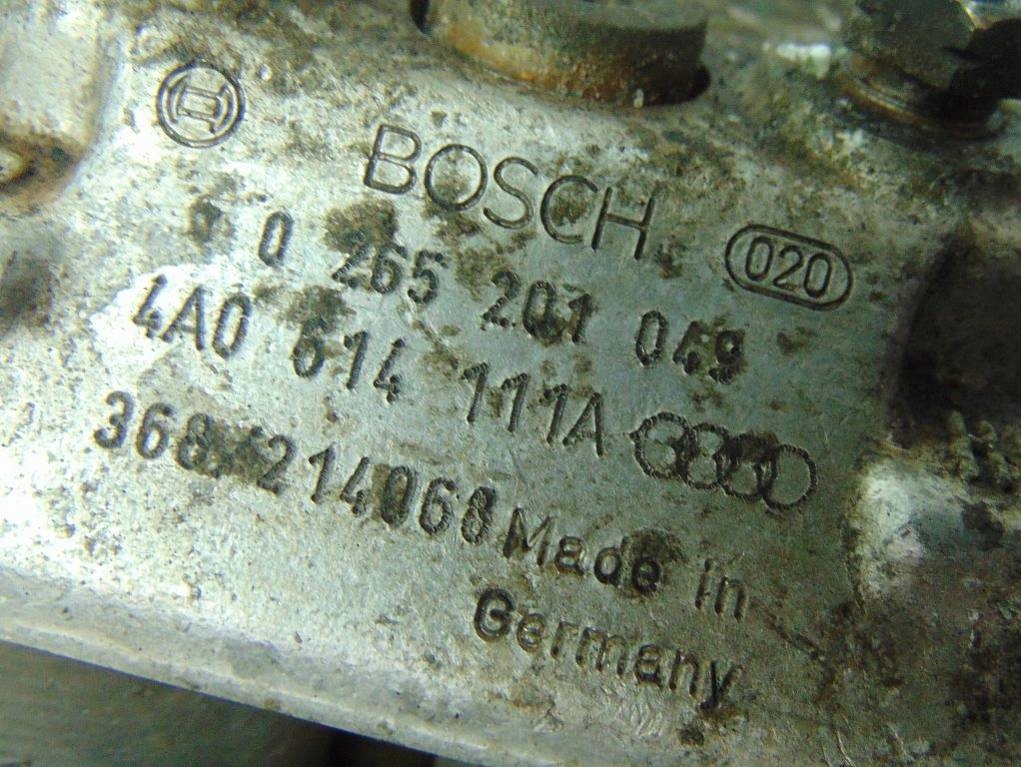 BOSCH
020
0 265 201 049
4A0 614 111A
368/214068 Made in
Germany